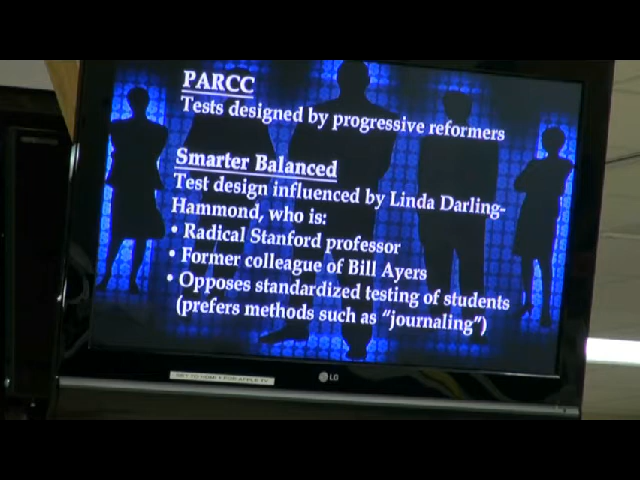 PARCC
Tests designed by progressive reformers
Smarter Balanced
Test design influenced by Linda Darling-
Hammond, who is:
• Radical Stanford professor
• Former colleague of Bill Ayers
• Opposes standardized testing of students
(prefers methods such as "journaling")
LG